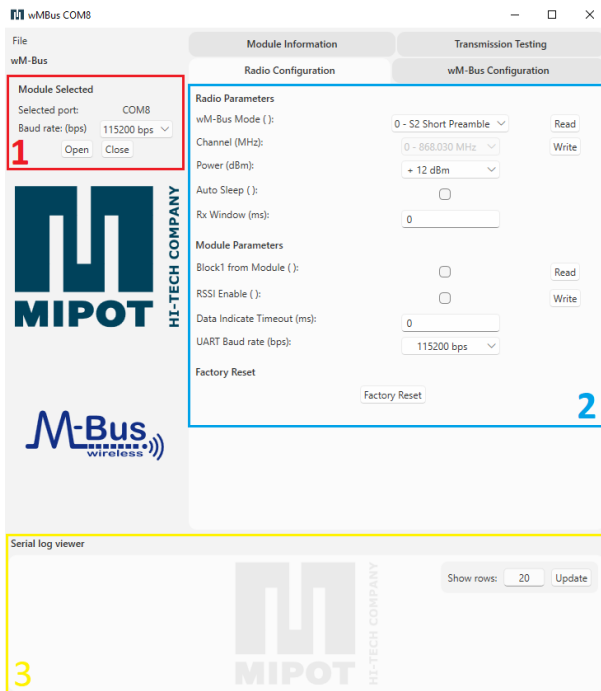 wMBus COM8
File
wM-Bus
Module Information
Transmission Testing
Radio Configuration
wM-Bus Configuration
Module Selected
Selected port: COM8
Baud rate: (bps) 115200 bps
Open Close
1
MIPOT
HI-TECH COMPANY
M-Bus
wireless
Radio Parameters
wM-Bus Mode ( ): 0 - S2 Short Preamble Read
Channel (MHz): 0 - 868.030 MHz Write
Power (dBm): + 12 dBm
Auto Sleep ( ):
Rx Window (ms): 0
Module Parameters
Block1 from Module ( ): Read
RSSI Enable ( ): Write
Data Indicate Timeout (ms): 0
UART Baud rate (bps): 115200 bps
Factory Reset
Factory Reset
2
Serial log viewer
Show rows: 20 Update
MIPOT
HI-TECH COMPANY
3